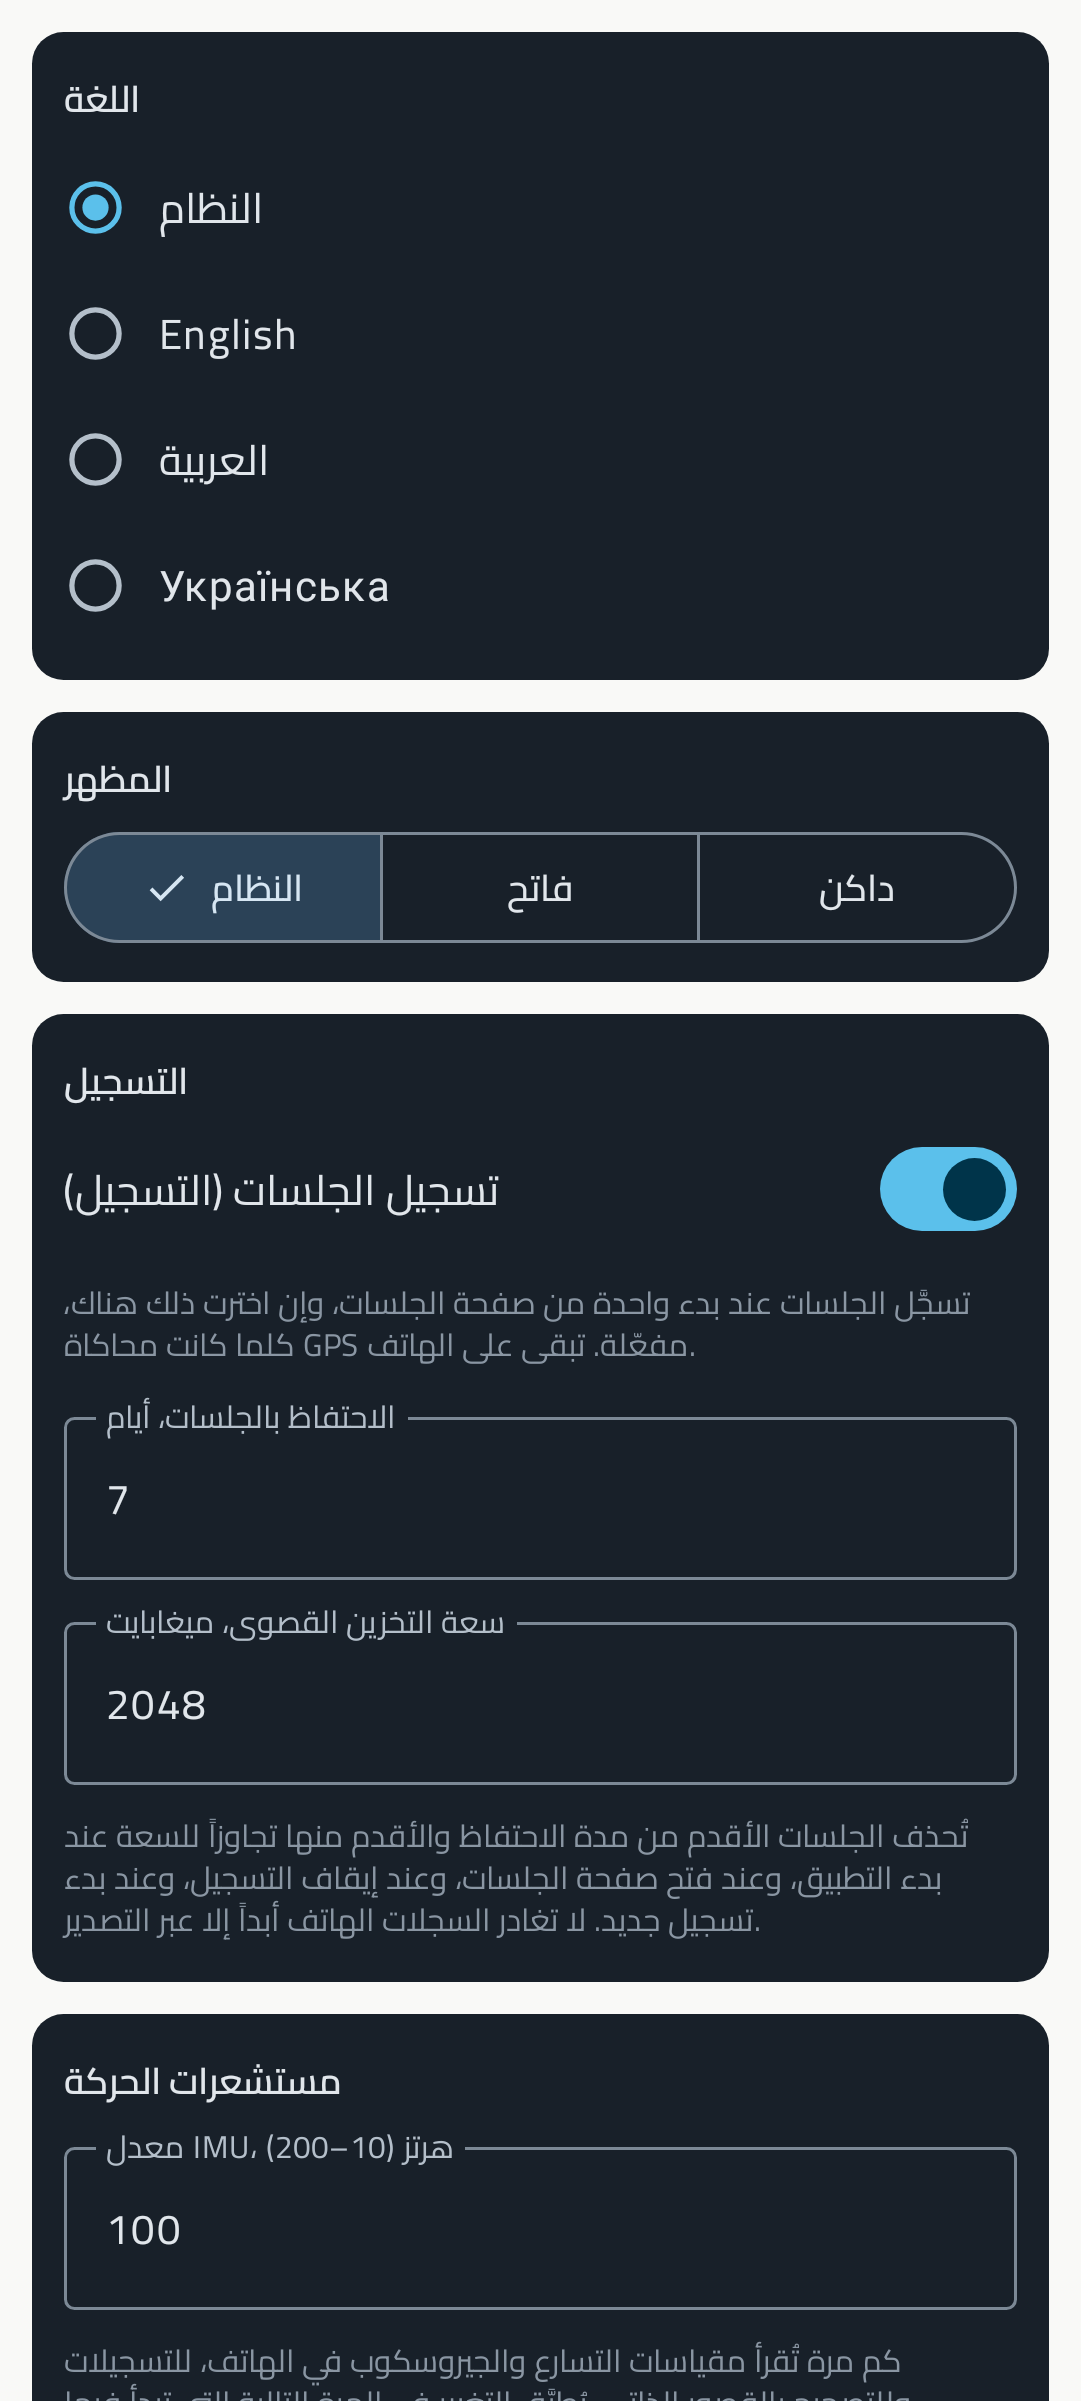 اللغة
النظام
English
العربية
Українська
المظهر
النظام
فاتح
داكن
التسجيل
تسجيل الجلسات (التسجيل)
تسجَّل الجلسات عند بدء واحدة من صفحة الجلسات، وإن اخترت ذلك هناك،
كلما كانت محاكاة GPS مفعّلة. تبقى على الهاتف.
الاحتفاظ بالجلسات، أيام
7
سعة التخزين القصوى، ميغابايت
2048
تُحذف الجلسات الأقدم من مدة الاحتفاظ والأقدم منها تجاوزاً للسعة عند
بدء التطبيق، وعند فتح صفحة الجلسات، وعند إيقاف التسجيل، وعند بدء
تسجيل جديد. لا تغادر السجلات الهاتف أبداً إلا عبر التصدير.
مستشعرات الحركة
معدل IMU، هرتز (10–200)
100
كم مرة تُقرأ مقياسات التسارع والجيروسكوب في الهاتف، للتسجيلات